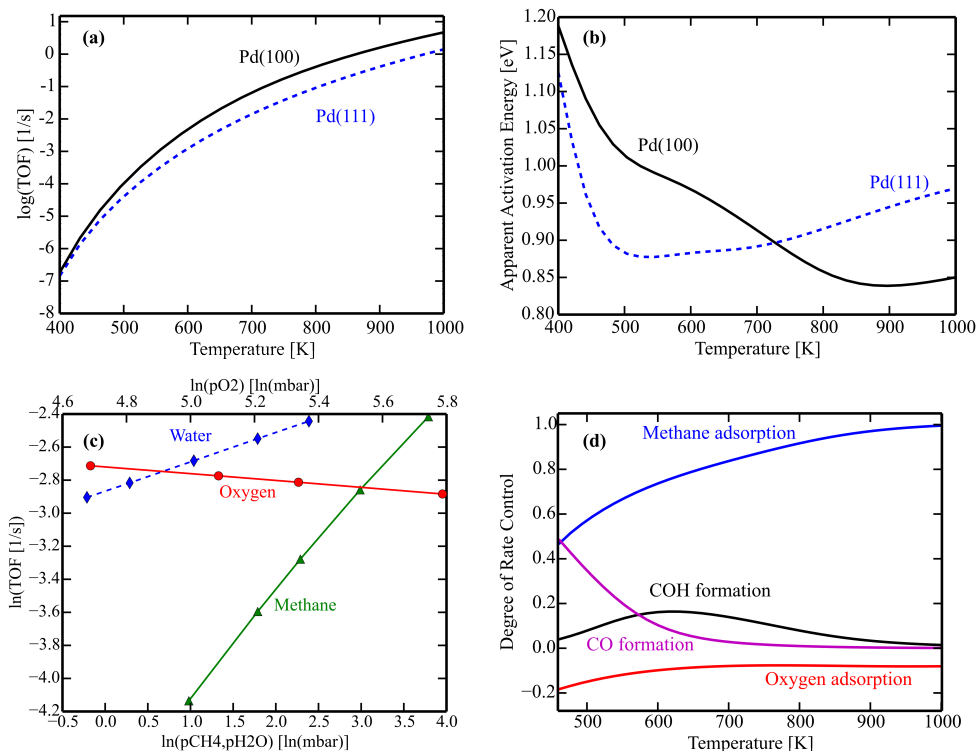 (a)
Pd(100)
Pd(111)
log(TOF) [1/s]
1
0
-1
-2
-3
-4
-5
-6
-7
-8
400 500 600 700 800 900 1000
Temperature [K]
(b)
Pd(100)
Pd(111)
Apparent Activation Energy [eV]
1.20
1.15
1.10
1.05
1.00
0.95
0.90
0.85
0.80
400 500 600 700 800 900 1000
Temperature [K]
ln(pO2) [ln(mbar)]
4.6 4.8 5.0 5.2 5.4 5.6 5.8
(c)
Water
Oxygen
Methane
ln(TOF [1/s])
−2.4
−2.6
−2.8
−3.0
−3.2
−3.4
−3.6
−3.8
−4.0
−4.2
−0.5 0.0 0.5 1.0 1.5 2.0 2.5 3.0 3.5 4.0
ln(pCH4,pH2O) [ln(mbar)]
(d)
Methane adsorption
COH formation
CO formation
Oxygen adsorption
Degree of Rate Control
1.0
0.8
0.6
0.4
0.2
0.0
−0.2
500 600 700 800 900 1000
Temperature [K]